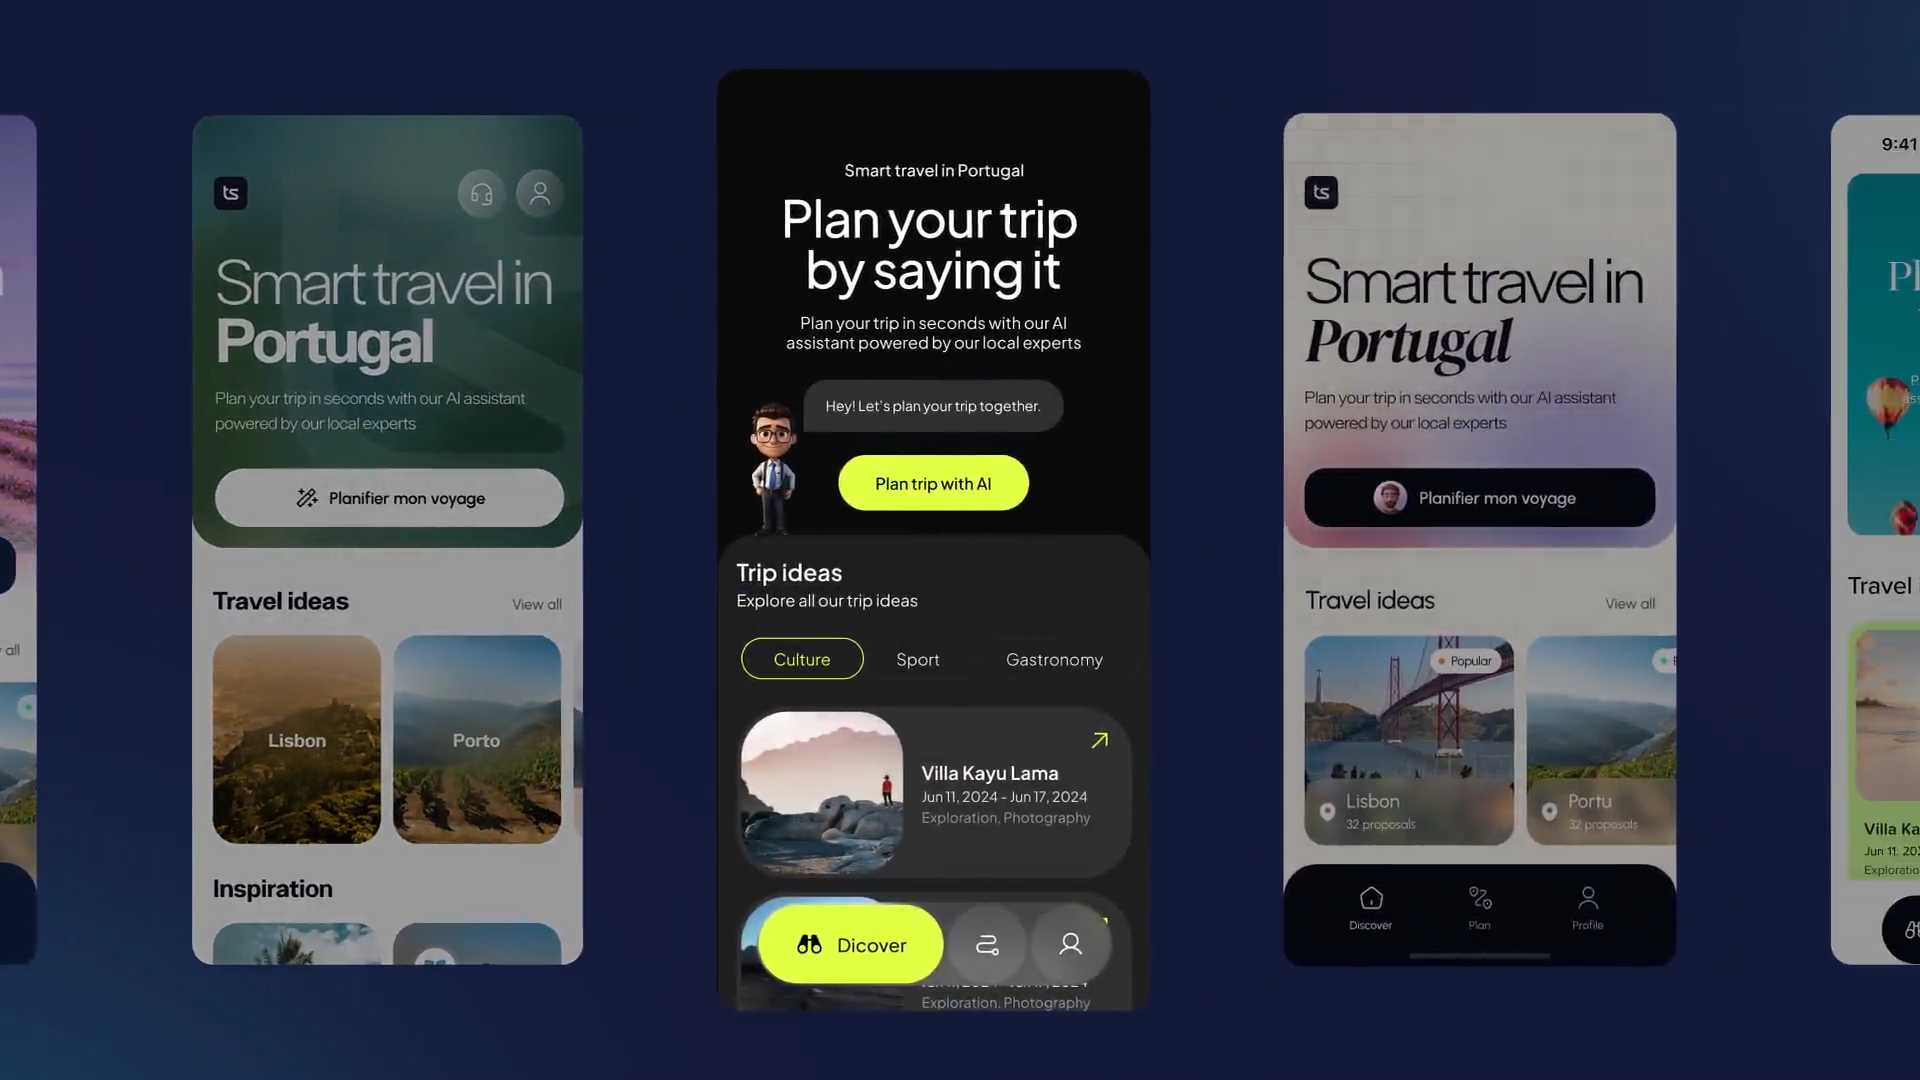 all
ts
Smart travel in
Portugal
Plan your trip in seconds with our AI assistant
powered by our local experts
Planifier mon voyage
Travel ideas
View all
Lisbon
Porto
Inspiration
Smart travel in Portugal
Plan your trip
by saying it
Plan your trip in seconds with our AI
assistant powered by our local experts
Hey! Let's plan your trip together.
Plan trip with AI
Trip ideas
Explore all our trip ideas
Culture
Sport
Gastronomy
Villa Kayu Lama
Jun 11, 2024 - Jun 17, 2024
Exploration, Photography
Dicover
Exploration, Photography
ts
Smart travel in
Portugal
Plan your trip in seconds with our AI assistant
powered by our local experts
Planifier mon voyage
Travel ideas
View all
Popular
Lisbon
32 proposals
Portu
32 proposals
Discover
Plan
Profile
9:41
Pl
Travel
Villa Ka
Jun 11, 202
Exploratio